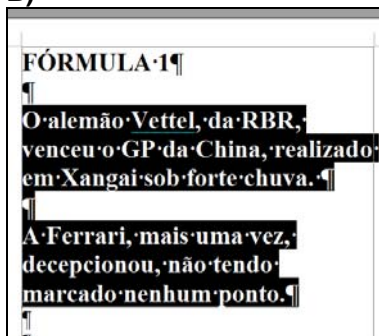 FÓRMULA·1¶
¶
O·alemão·Vettel,·da·RBR,·
venceu·o·GP·da·China,·realizado·
em·Xangai·sob·forte·chuva.·¶
¶
A·Ferrari,·mais·uma·vez,·
decepcionou,·não·tendo·
marcado·nenhum·ponto.¶
¶
¶